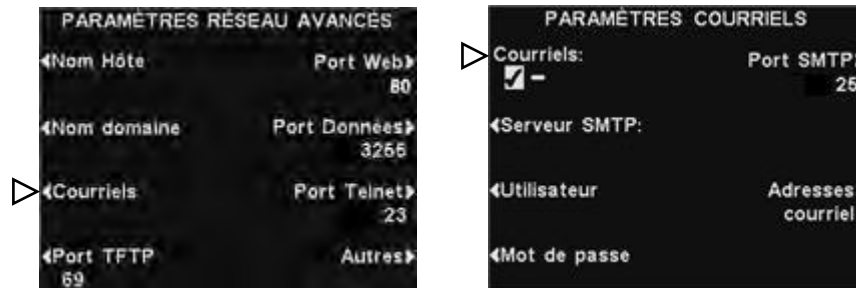 PARAMÈTRES RÉSEAU AVANCÉS
Nom Hôte Port Web
80
Nom domaine Port Données
3255
Courriels Port Telnet
23
Port TFTP Autres
69
PARAMÈTRES COURRIELS
Courriels: Port SMTP:
25
Serveur SMTP:
Utilisateur Adresses
courriel
Mot de passe